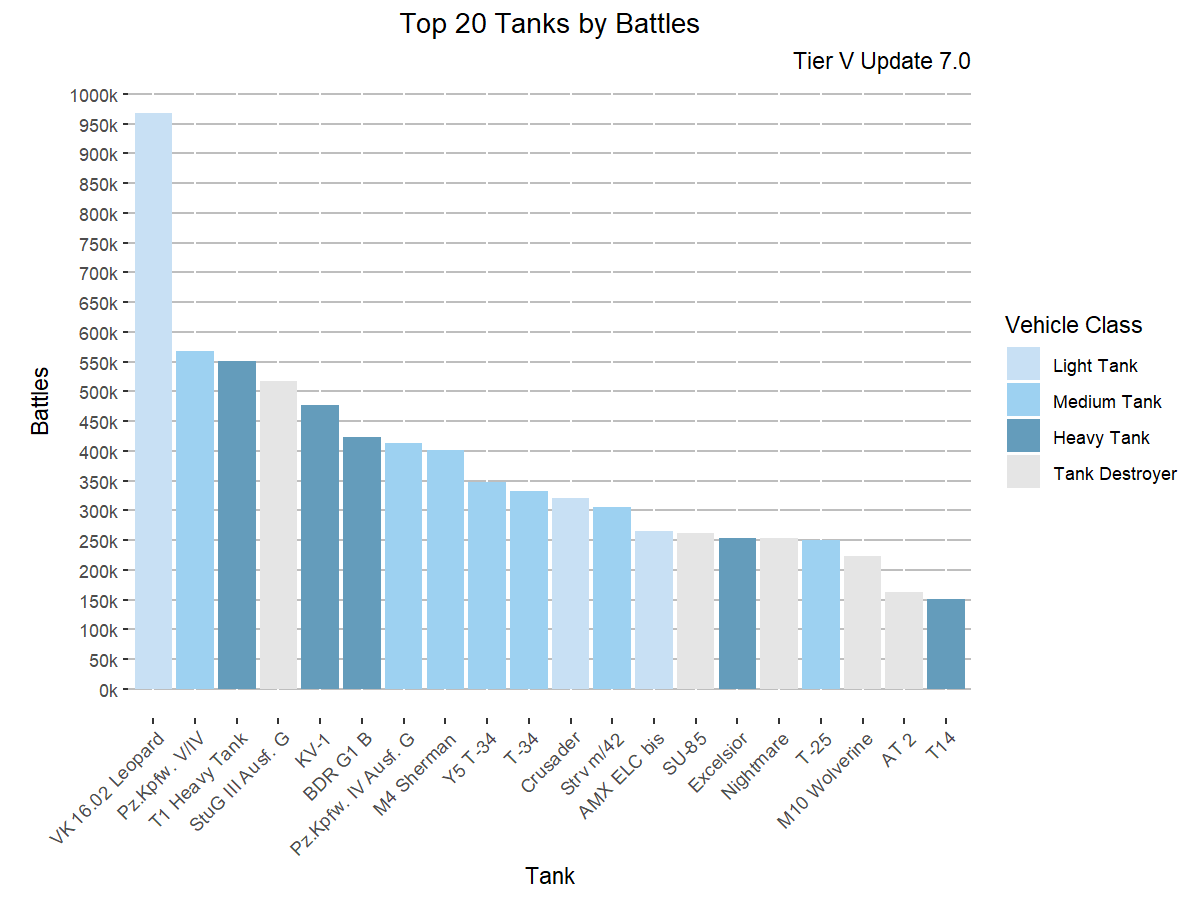 Top 20 Tanks by Battles
Tier V Update 7.0
1000k
950k
900k
850k
800k
750k
700k
650k
600k
550k
500k
450k
400k
350k
300k
250k
200k
150k
100k
50k
0k
Battles
VK 16.02 Leopard
Pz.Kpfw. V/IV
T1 Heavy Tank
StuG III Ausf. G
KV-1
BDR G1 B
Pz.Kpfw. IV Ausf. G
M4 Sherman
Y5 T-34
T-34
Crusader
Strv m/42
AMX ELC bis
SU-85
Excelsior
Nightmare
T-25
M10 Wolverine
AT 2
T14
Tank
Vehicle Class
Light Tank
Medium Tank
Heavy Tank
Tank Destroyer